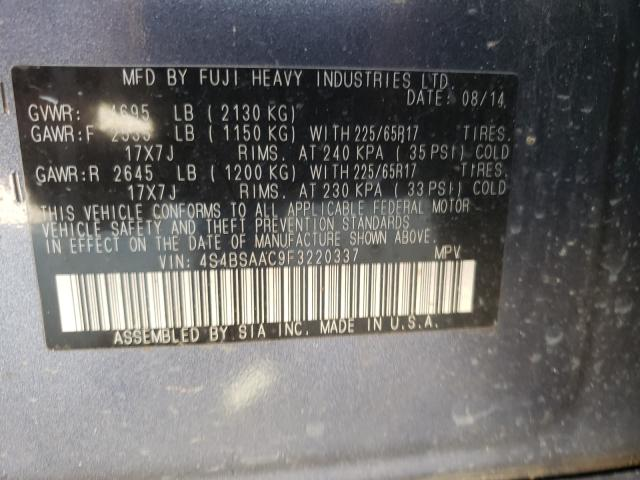 MFD BY FUJI HEAVY INDUSTRIES LTD.
DATE: 08/14
GVWR: 4695 LB ( 2130 KG)
GAWR:F 2535 LB ( 1150 KG) WITH 225/65R17 TIRES.
17X7J RIMS. AT 240 KPA ( 35 PSI) COLD
GAWR:R 2645 LB ( 1200 KG) WITH 225/65R17 TIRES.
17X7J RIMS. AT 230 KPA ( 33 PSI) COLD
THIS VEHICLE CONFORMS TO ALL APPLICABLE FEDERAL MOTOR
VEHICLE SAFETY AND THEFT PREVENTION STANDARDS
IN EFFECT ON THE DATE OF MANUFACTURE SHOWN ABOVE.
VIN: 4S4BSAAC9F3220337 MPV
ASSEMBLED BY SIA INC. MADE IN U.S.A.